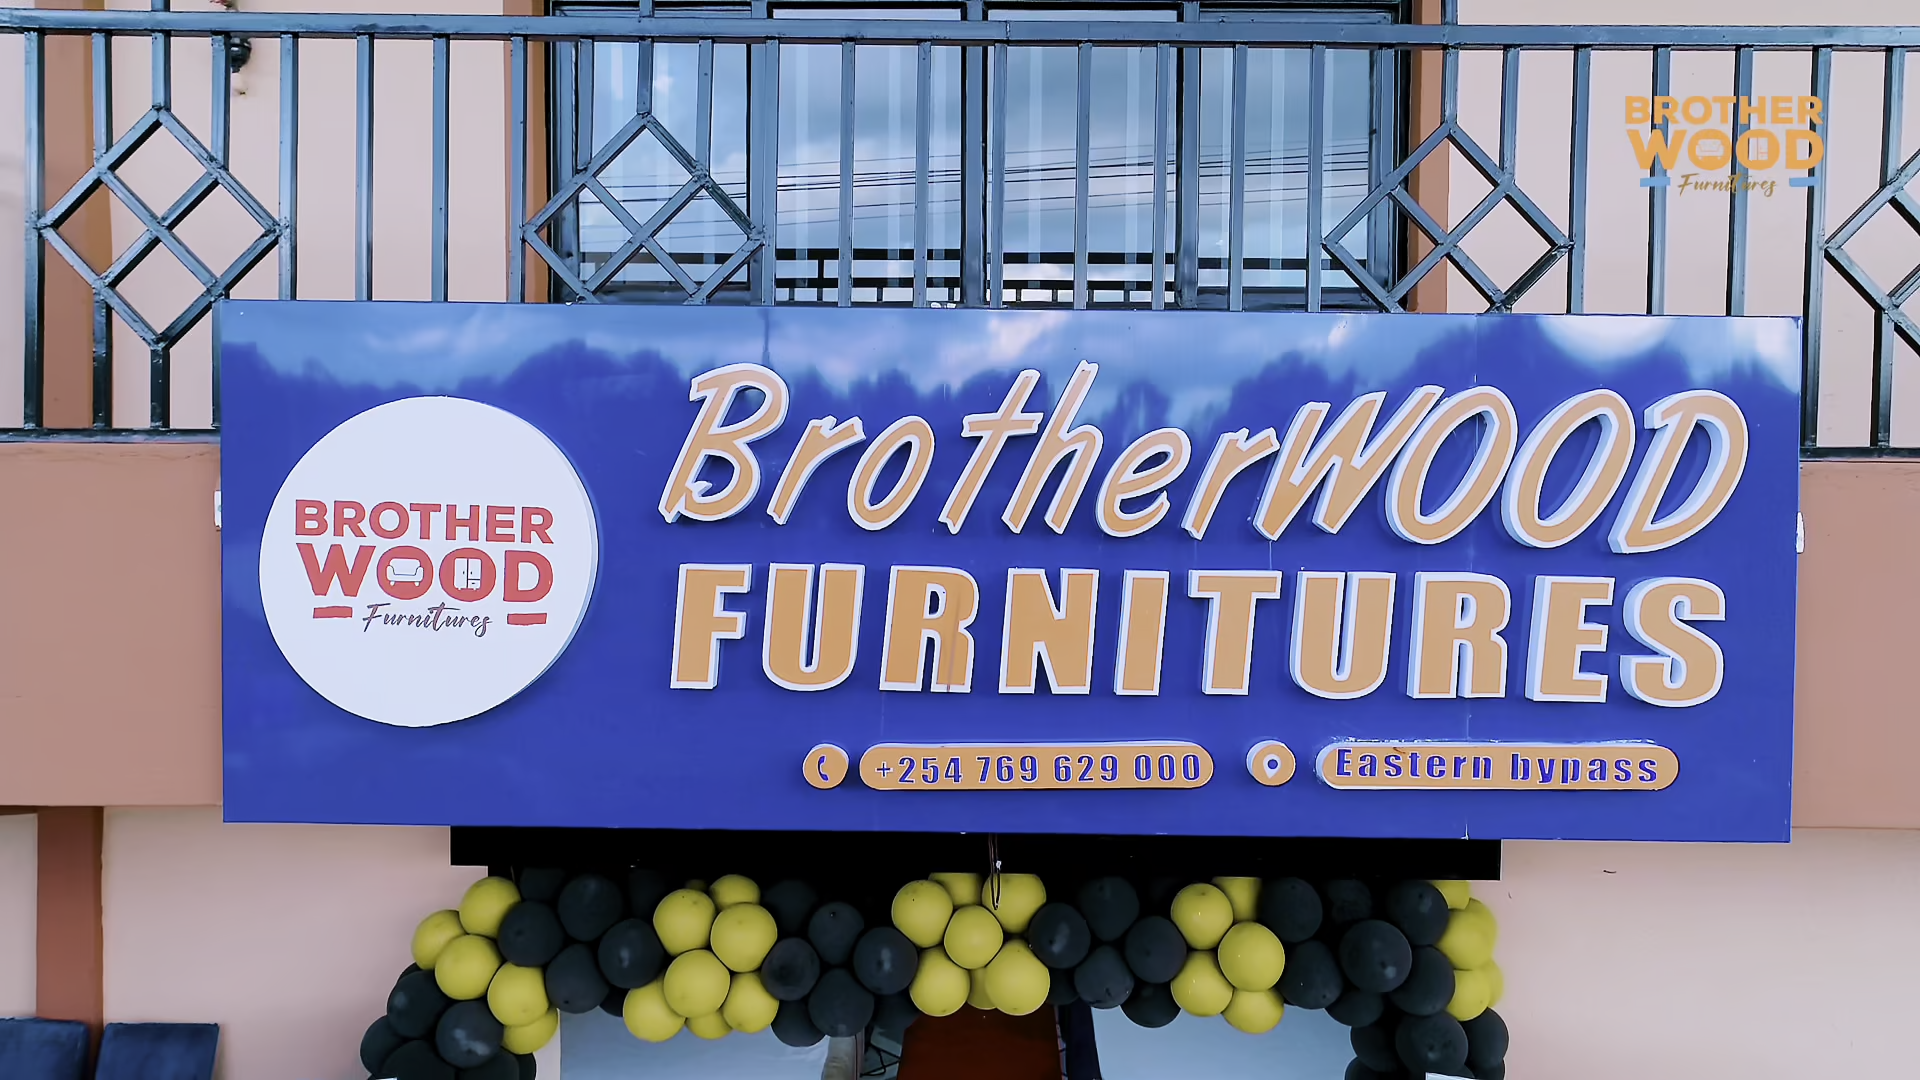 BROTHER
WOOD
Furnitures
BrotherWOOD
FURNITURES
BROTHER
WOOD
Furnitures
+254 769 629 000
Eastern bypass